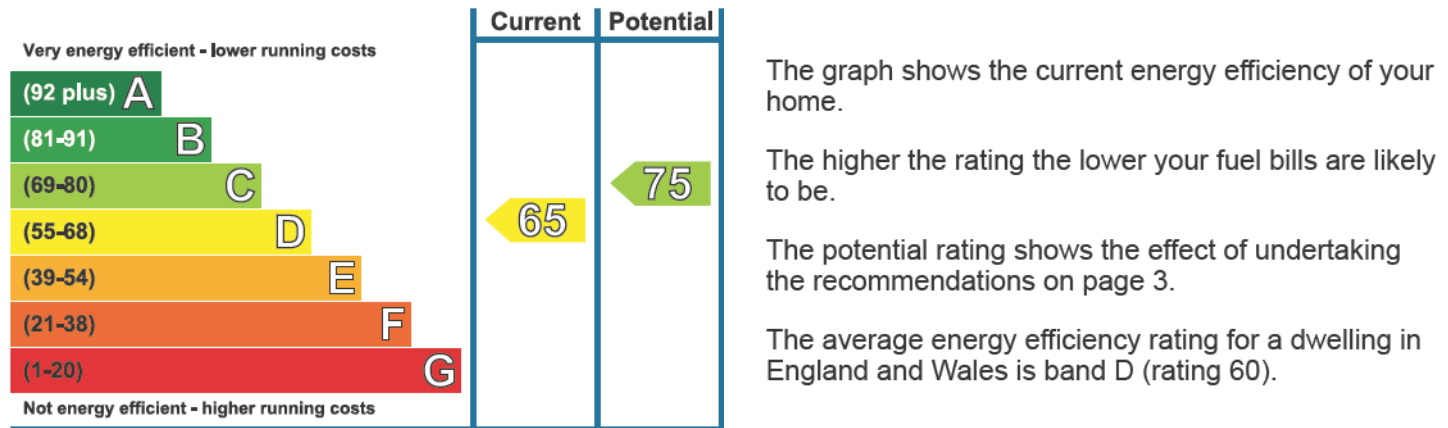 Current Potential
Very energy efficient - lower running costs
(92 plus) A
(81-91) B
(69-80) C
75
(55-68) D
65
(39-54) E
(21-38) F
(1-20) G
Not energy efficient - higher running costs
The graph shows the current energy efficiency of your
home.
The higher the rating the lower your fuel bills are likely
to be.
The potential rating shows the effect of undertaking
the recommendations on page 3.
The average energy efficiency rating for a dwelling in
England and Wales is band D (rating 60).